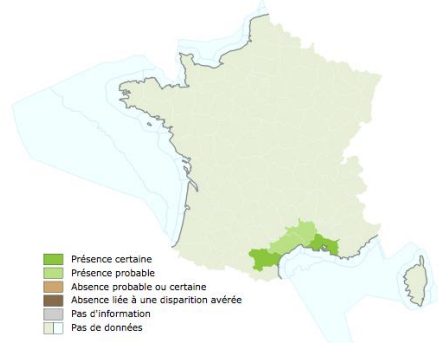 Présence certaine
Présence probable
Absence probable ou certaine
Absence liée à une disparition avérée
Pas d'information
Pas de données